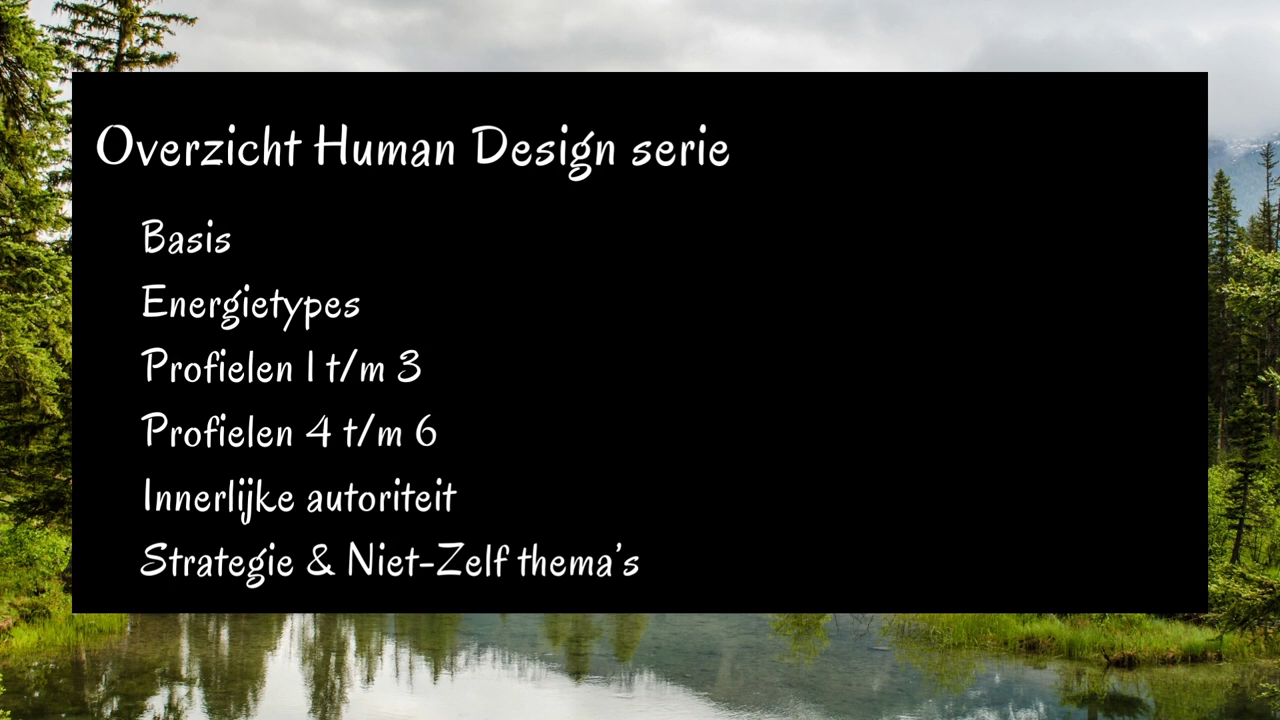 Overzicht Human Design serie
Basis
Energietypes
Profielen 1 t/m 3
Profielen 4 t/m 6
Innerlijke autoriteit
Strategie & Niet-Zelf thema's